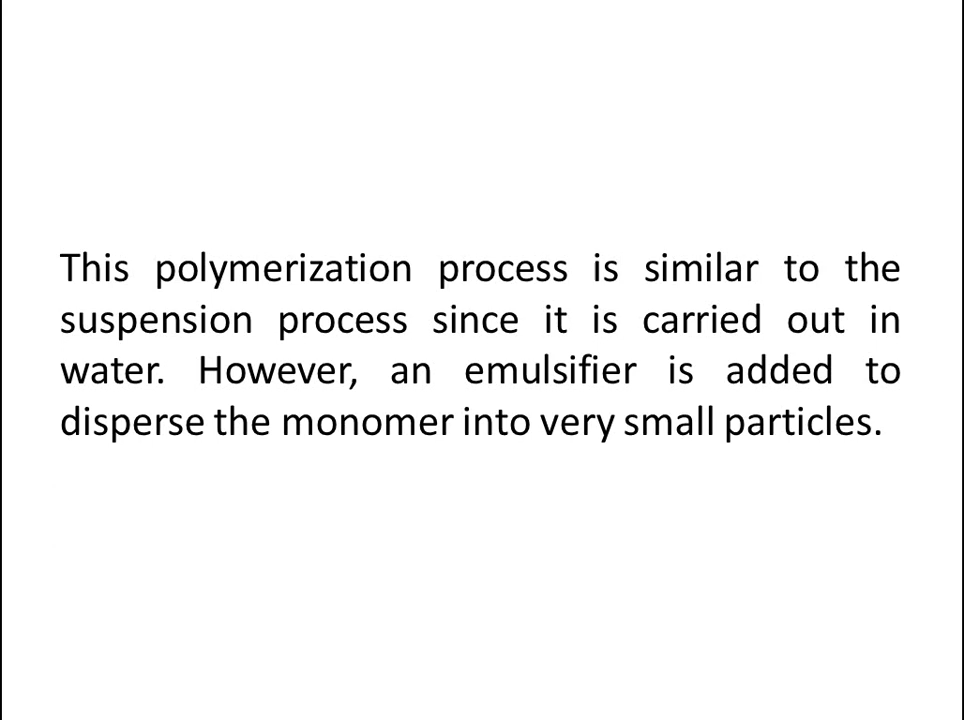 This polymerization process is similar to the
suspension process since it is carried out in
water. However, an emulsifier is added to
disperse the monomer into very small particles.